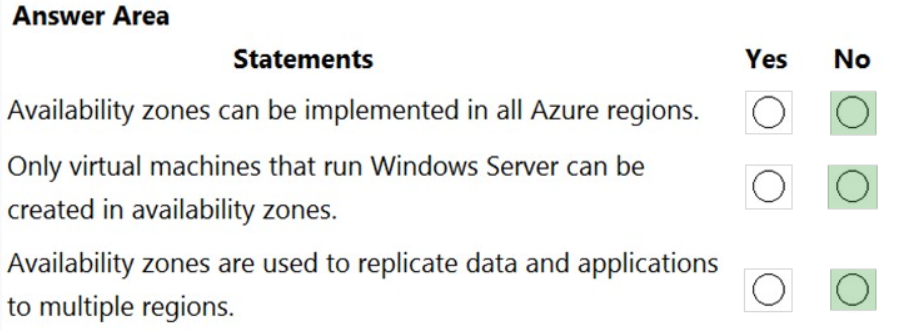 Answer Area
Statements Yes No
Availability zones can be implemented in all Azure regions.
Only virtual machines that run Windows Server can be
created in availability zones.
Availability zones are used to replicate data and applications
to multiple regions.